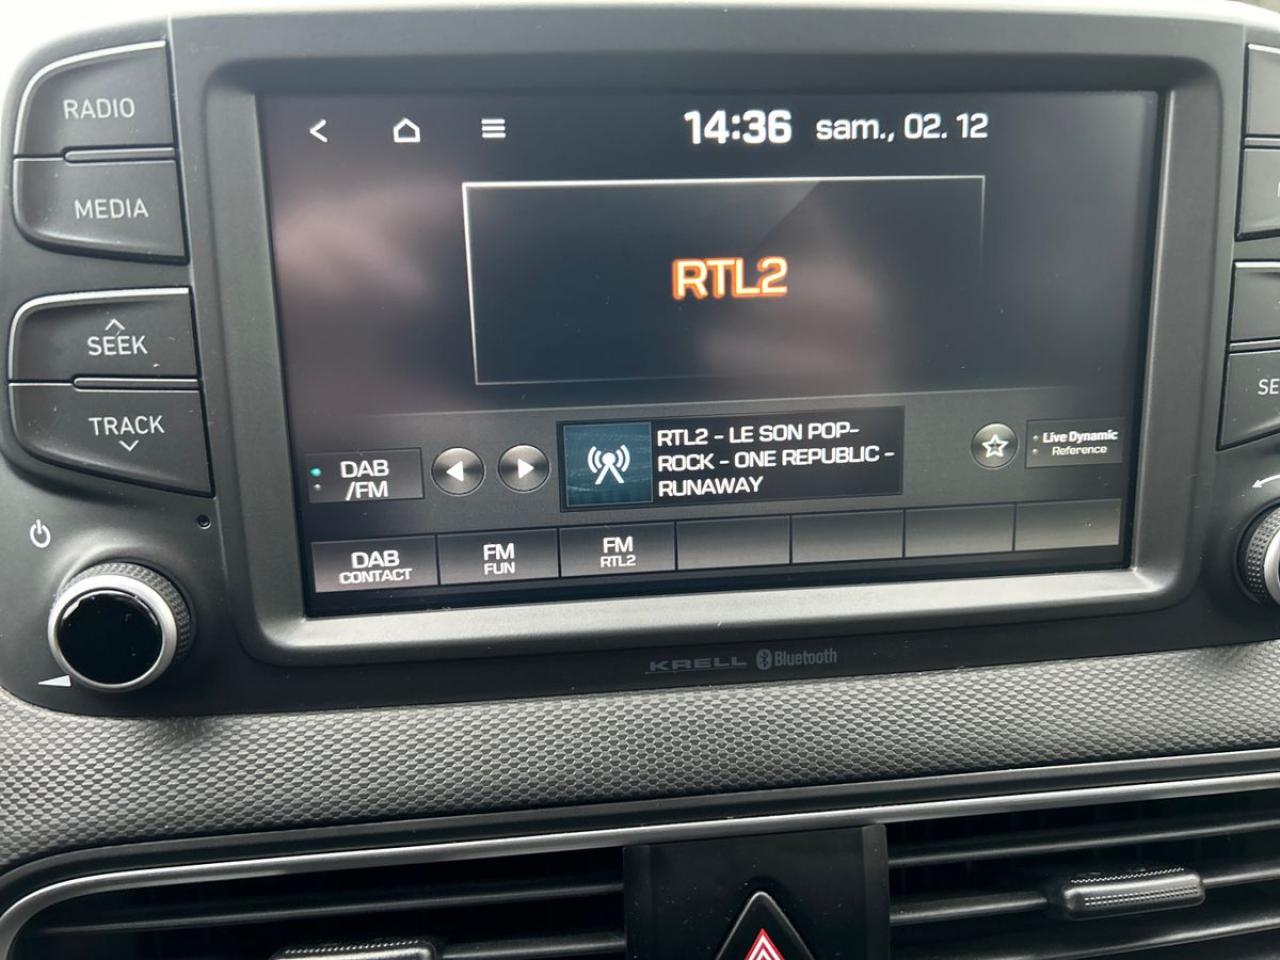 RADIO
MEDIA
SEEK
TRACK
14:36 sam., 02. 12
RTL2
DAB
/FM
RTL2 - LE SON POP-
ROCK - ONE REPUBLIC -
RUNAWAY
Live Dynamic
Reference
DAB
CONTACT
FM
FUN
FM
RTL2
KRELL Bluetooth
SE